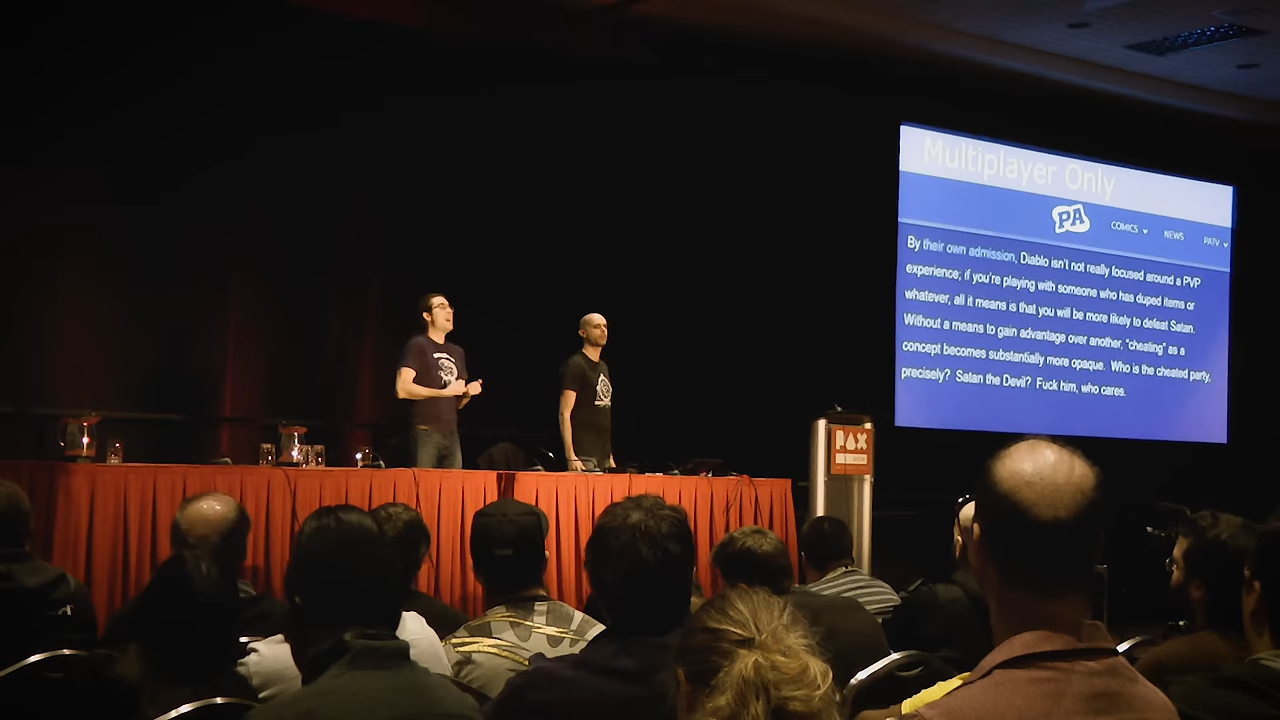 Multiplayer Only
PA
COMICS
NEWS
PATV
By their own admission, Diablo isn't not really focused around a PVP
experience; if you're playing with someone who has duped items or
whatever, all it means is that you will be more likely to defeat Satan.
Without a means to gain advantage over another, "cheating" as a
concept becomes substantially more opaque. Who is the cheated party,
precisely? Satan the Devil? Fuck him, who cares.
PAX